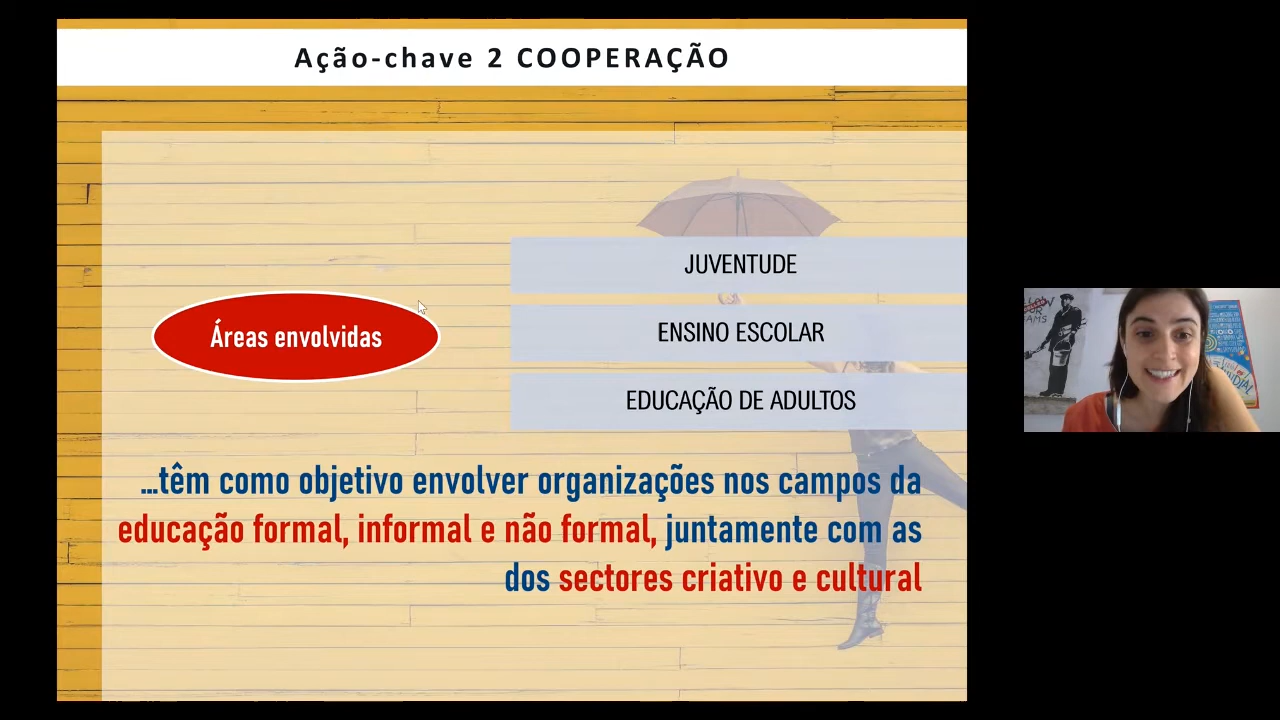 Ação-chave 2 COOPERAÇÃO
JUVENTUDE
Áreas envolvidas
ENSINO ESCOLAR
EDUCAÇÃO DE ADULTOS
...têm como objetivo envolver organizações nos campos da
educação formal, informal e não formal, juntamente com as
dos sectores criativo e cultural